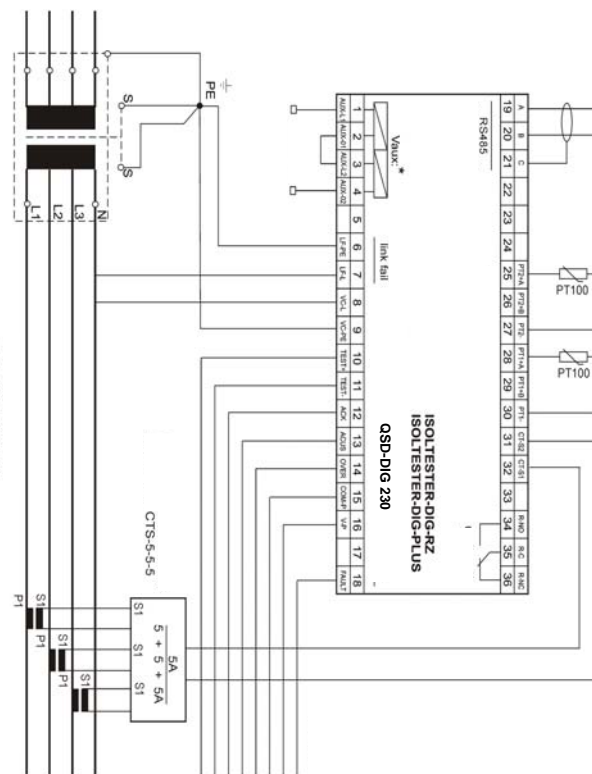 S
S
PE
L1
L2
L3
N
1 AUX-L1
2 AUX-01
3 AUX-L2
4 AUX-02
5
6 LF-PE
7 LF-L
8 VC-L
9 VC-PE
10 TEST+
11 TEST-
12 ACK
13 ACUS
14 OVER
15 COM-P
16 V-P
17
18 FAULT
Vaux: *
link fail
QSD-DIG 230
ISOLTESTER-DIG-RZ
ISOLTESTER-DIG-PLUS
RS485
19 A
20 B
21 C
22
23
24
25 PT2+A
26 PT2+B
27 PT2-
28 PT1+A
29 PT1+B
30 PT1-
31 CT-S2
32 CT-S1
33
34 R-NO
35 R-C
36 R-NC
PT100
PT100
CTS-5-5-5
5A
5 + 5 + 5A
S1
S1
S1
P1
S1
P1
S1
P1
S1